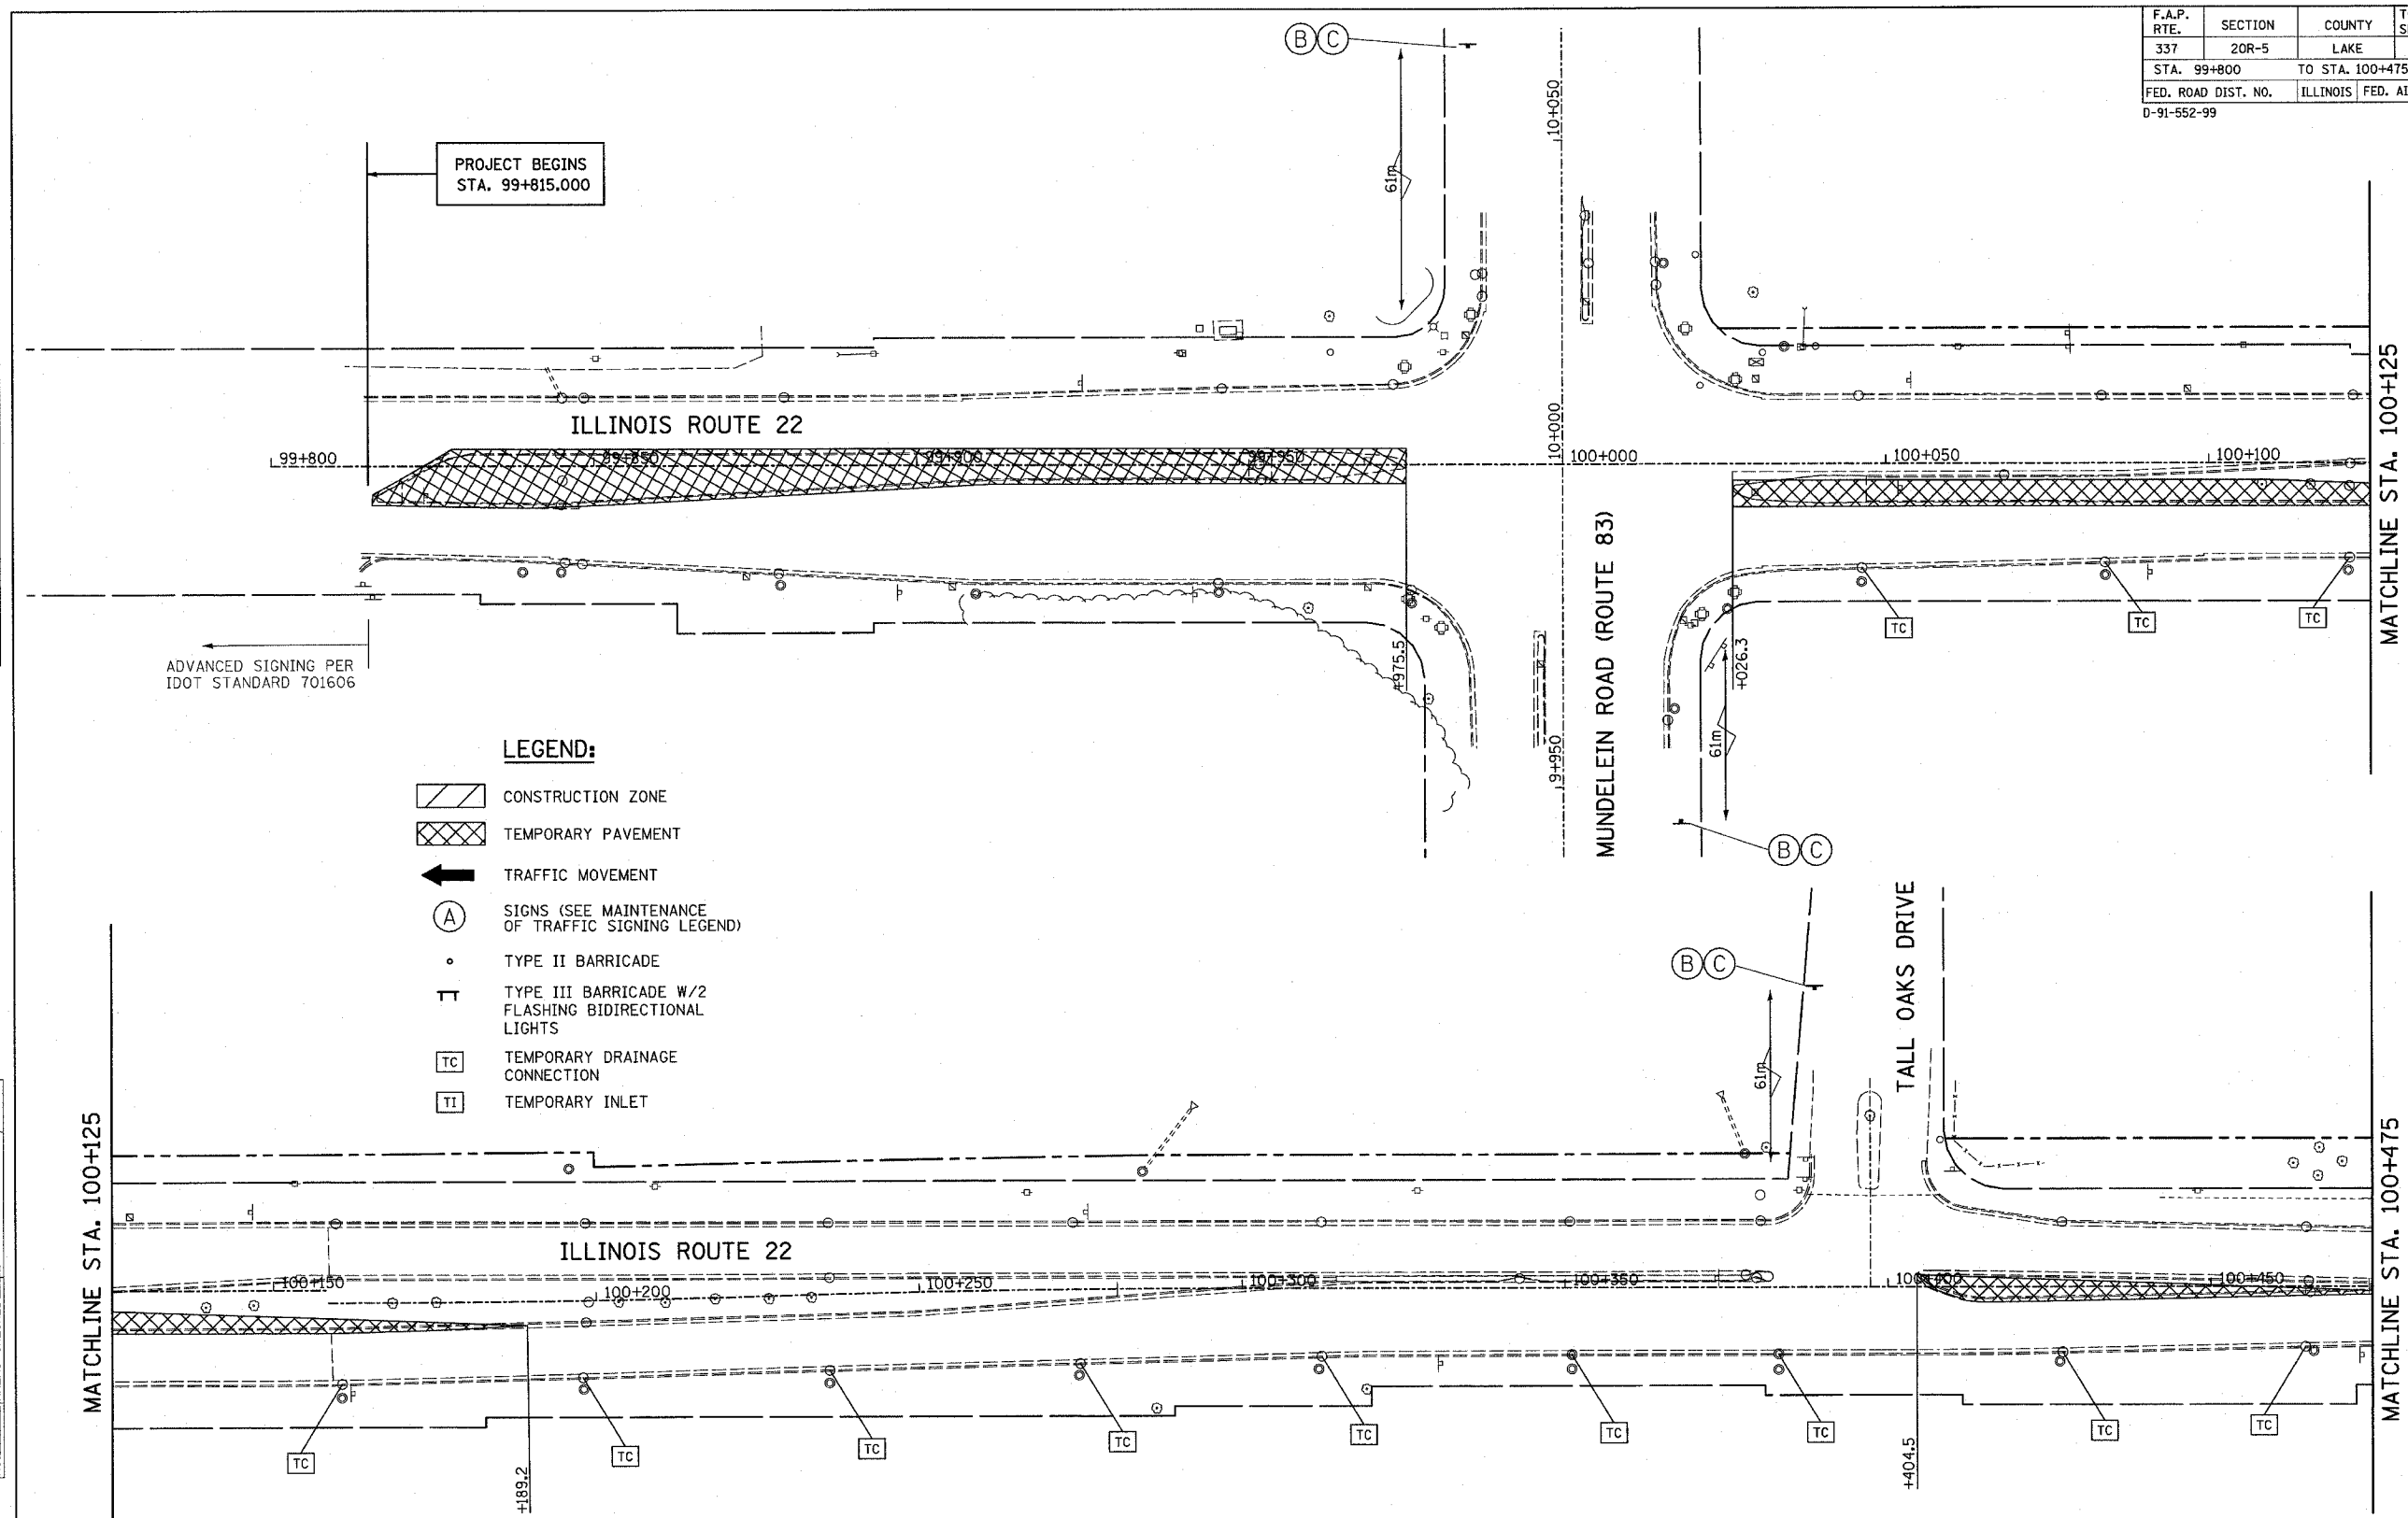 F.A.P. RTE. SECTION COUNTY
337 20R-5 LAKE
STA. 99+800 TO STA. 100+475
FED. ROAD DIST. NO. ILLINOIS FED.
D-91-552-99
B C
10+050
61m
PROJECT BEGINS
STA. 99+815.000
ILLINOIS ROUTE 22
99+800
99+850
99+900
99+950
10+000
100+000
100+050
100+100
MATCHLINE STA. 100+125
ADVANCED SIGNING PER
IDOT STANDARD 701606
+975.5
MUNDELEIN ROAD (ROUTE 83)
+026.3
TC
TC
TC
9+950
61m
B C
LEGEND:
CONSTRUCTION ZONE
TEMPORARY PAVEMENT
TRAFFIC MOVEMENT
A SIGNS (SEE MAINTENANCE
OF TRAFFIC SIGNING LEGEND)
TYPE II BARRICADE
TYPE III BARRICADE W/2
FLASHING BIDIRECTIONAL
LIGHTS
TC TEMPORARY DRAINAGE
CONNECTION
TI TEMPORARY INLET
B C
61m
TALL OAKS DRIVE
MATCHLINE STA. 100+125
ILLINOIS ROUTE 22
100+150
100+200
100+250
100+300
100+350
100+400
100+450
MATCHLINE STA. 100+475
TC
+189.2
TC
TC
TC
TC
TC
TC
+404.5
TC
TC